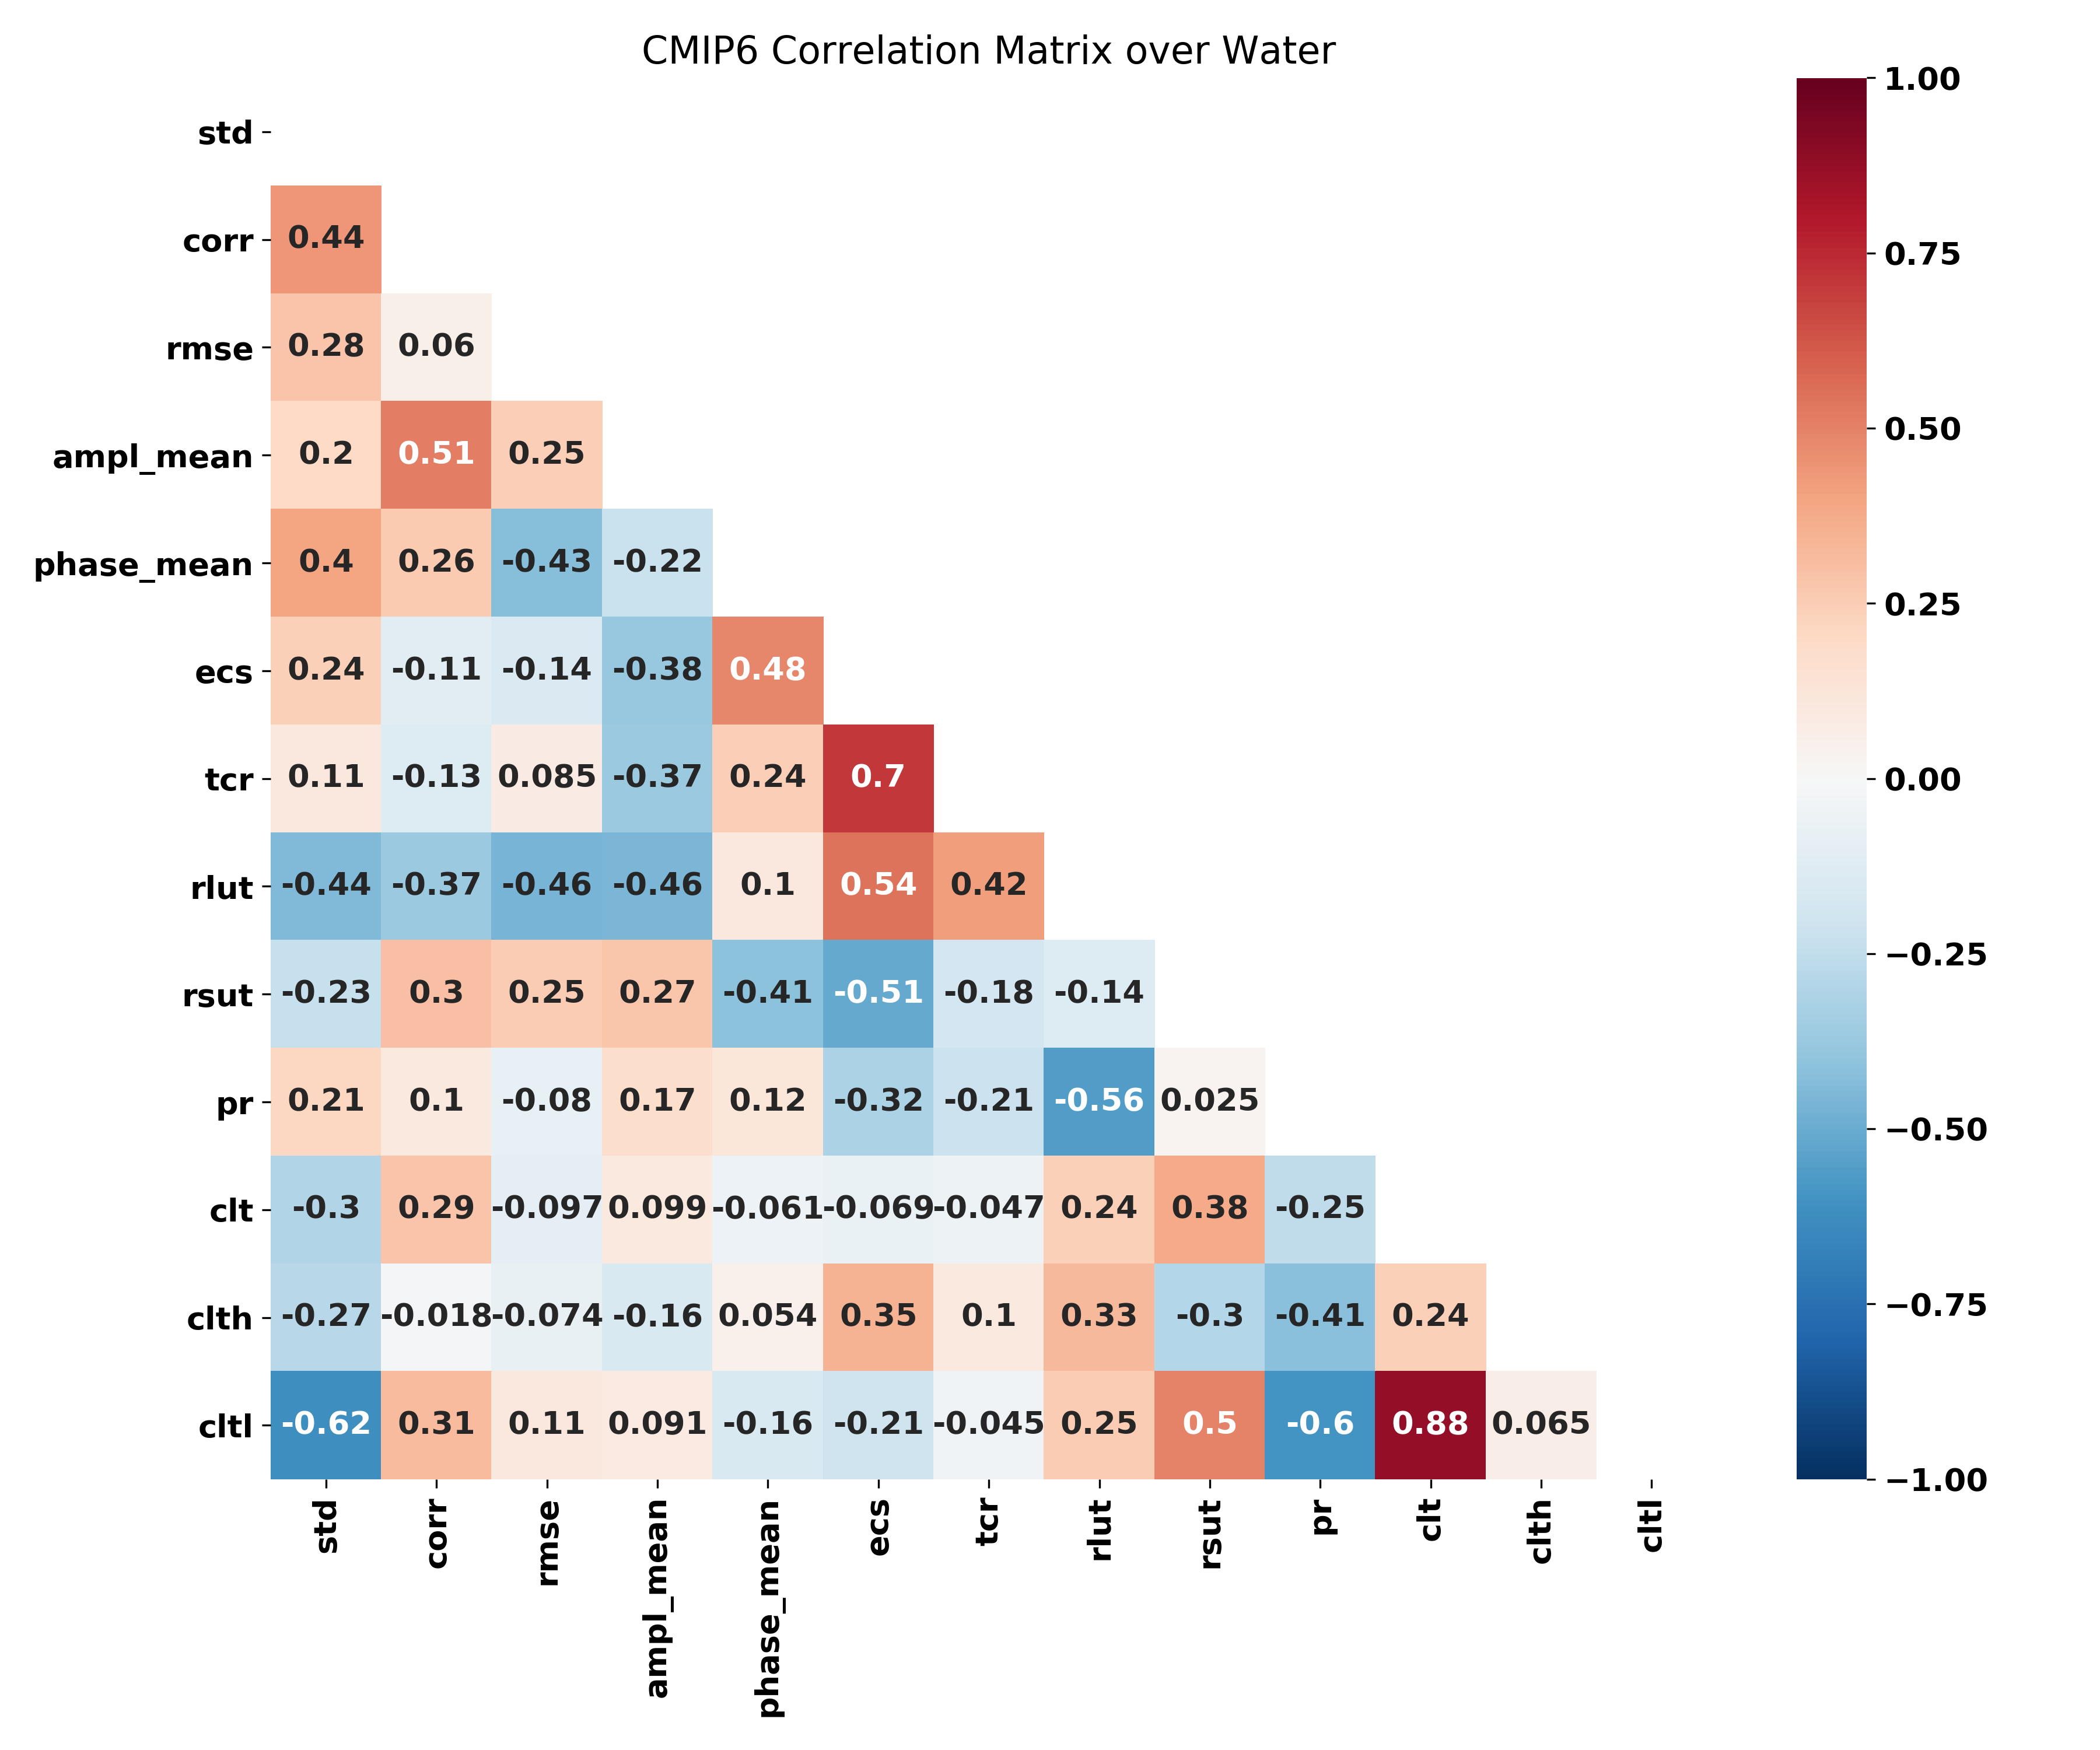 CMIP6 Correlation Matrix over Water
std
corr 0.44
rmse 0.28 0.06
ampl_mean 0.2 0.51 0.25
phase_mean 0.4 0.26 -0.43 -0.22
ecs 0.24 -0.11 -0.14 -0.38 0.48
tcr 0.11 -0.13 0.085 -0.37 0.24 0.7
rlut -0.44 -0.37 -0.46 -0.46 0.1 0.54 0.42
rsut -0.23 0.3 0.25 0.27 -0.41 -0.51 -0.18 -0.14
pr 0.21 0.1 -0.08 0.17 0.12 -0.32 -0.21 -0.56 0.025
clt -0.3 0.29 -0.097 0.099 -0.061 -0.069 -0.047 0.24 0.38 -0.25
clth -0.27 -0.018 -0.074 -0.16 0.054 0.35 0.1 0.33 -0.3 -0.41 0.24
cltl -0.62 0.31 0.11 0.091 -0.16 -0.21 -0.045 0.25 0.5 -0.6 0.88 0.065
std corr rmse ampl_mean phase_mean ecs tcr rlut rsut pr clt clth cltl
1.00
0.75
0.50
0.25
0.00
−0.25
−0.50
−0.75
−1.00